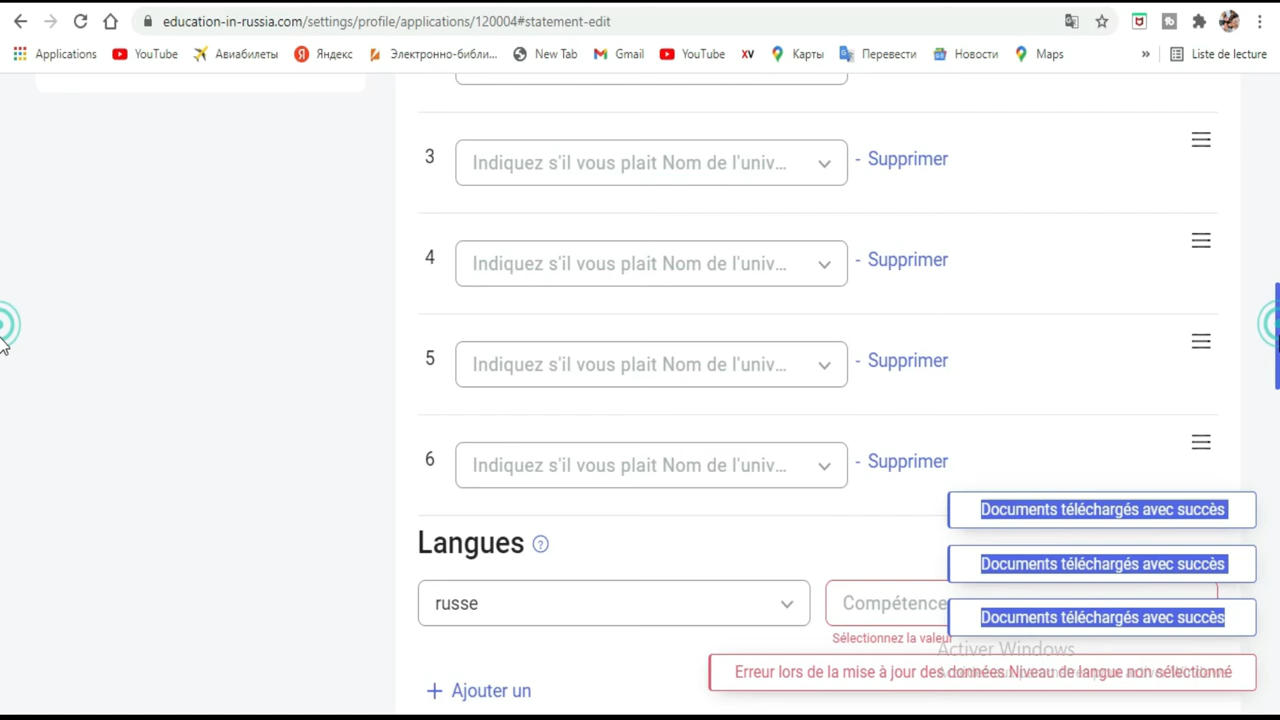 education-in-russia.com/settings/profile/applications/120004#statement-edit
Applications YouTube Авиабилеты Яндекс Электронно-библи... New Tab Gmail YouTube XV Карты Перевести Новости Maps » Liste de lecture
3 Indiquez s'il vous plait Nom de l'univ... - Supprimer
4 Indiquez s'il vous plait Nom de l'univ... - Supprimer
5 Indiquez s'il vous plait Nom de l'univ... - Supprimer
6 Indiquez s'il vous plait Nom de l'univ... - Supprimer
Documents téléchargés avec succès
Langues ?
Documents téléchargés avec succès
russe Compétence
Documents téléchargés avec succès
Sélectionnez la valeur
Activer Windows
Erreur lors de la mise à jour des données Niveau de langue non sélectionné
+ Ajouter un